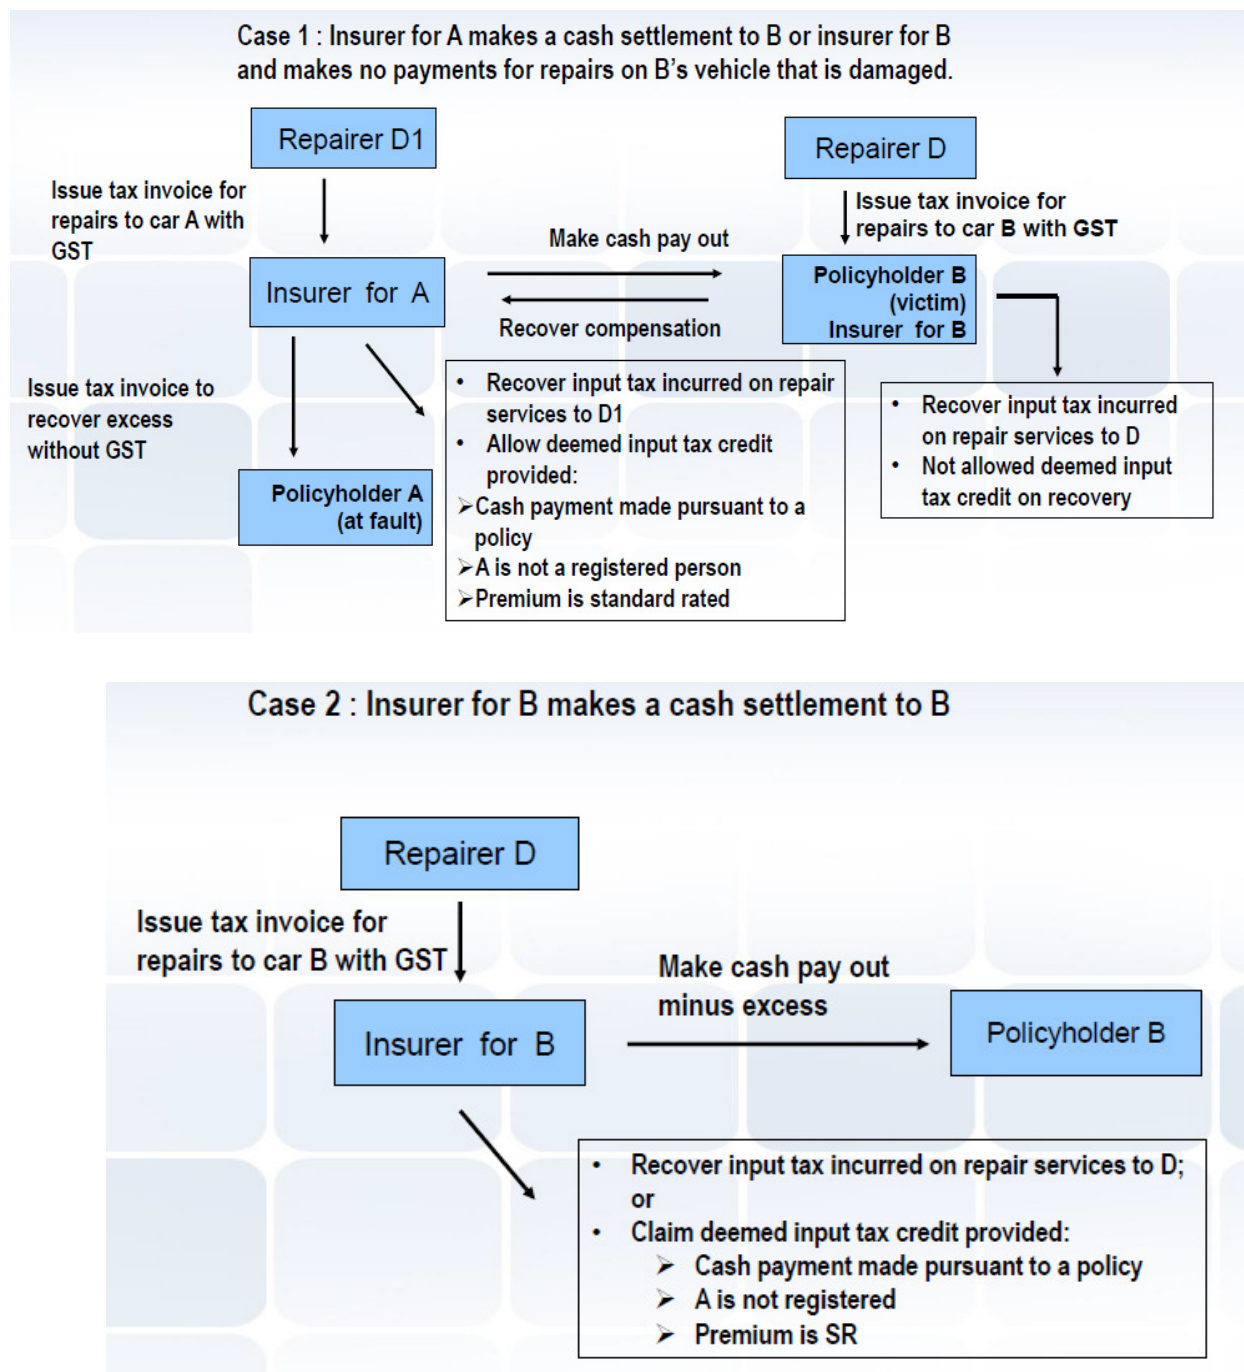 Case 1 : Insurer for A makes a cash settlement to B or insurer for B
and makes no payments for repairs on B's vehicle that is damaged.
Repairer D1
Repairer D
Issue tax invoice for
repairs to car A with
GST
Issue tax invoice for
repairs to car B with GST
Make cash pay out
Insurer for A
Policyholder B
(victim)
Insurer for B
Recover compensation
Issue tax invoice to
recover excess
without GST
• Recover input tax incurred on repair
services to D1
• Allow deemed input tax credit
provided:
➢Cash payment made pursuant to a
policy
➢A is not a registered person
➢Premium is standard rated
• Recover input tax incurred
on repair services to D
• Not allowed deemed input
tax credit on recovery
Policyholder A
(at fault)
Case 2 : Insurer for B makes a cash settlement to B
Repairer D
Issue tax invoice for
repairs to car B with GST
Make cash pay out
minus excess
Insurer for B
Policyholder B
• Recover input tax incurred on repair services to D;
or
• Claim deemed input tax credit provided:
➢ Cash payment made pursuant to a policy
➢ A is not registered
➢ Premium is SR